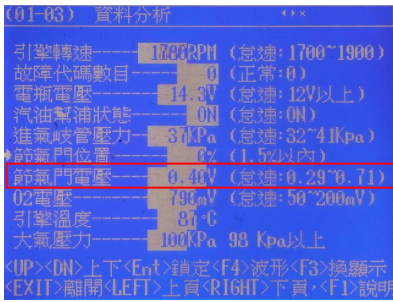 (01-03) 資料分析
引擎轉速-----1780RPM (怠速:1700~1900)
故障代碼數目----0 (正常:0)
電瓶電壓-----14.3V (怠速:12V以上)
汽油幫浦狀態----ON (怠速:ON)
進氣岐管壓力---37KPa (怠速:32~41Kpa)
節氣門位置-----0% (1.5%以內)
節氣門電壓-----0.40V (怠速:0.29~0.71)
O2電壓------790mV (怠速:50~200mV)
引擎溫度-----87°C
大氣壓力-----100KPa 98 Kpa以上
<UP><DN>上下<Ent>鎖定<F4>波形<F3>換顯示
<EXIT>離開<LEFT>上頁<RIGHT>下頁,<F1>說明